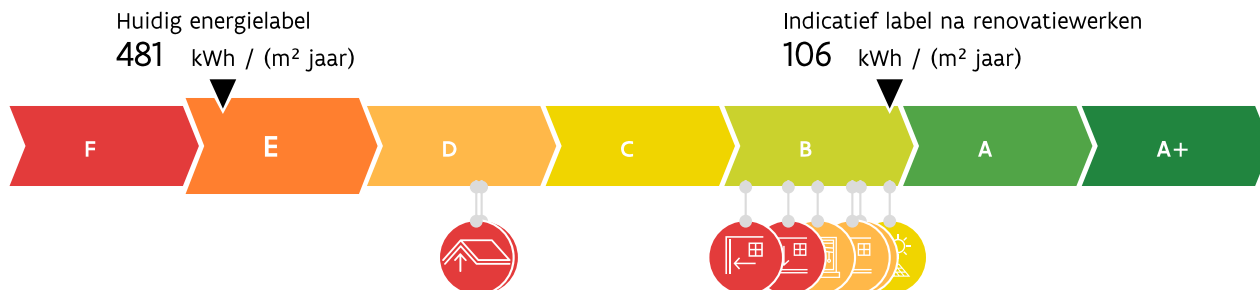 Huidig energielabel
481 kWh / (m² jaar)
Indicatief label na renovatiewerken
106 kWh / (m² jaar)
F E D C B A A+